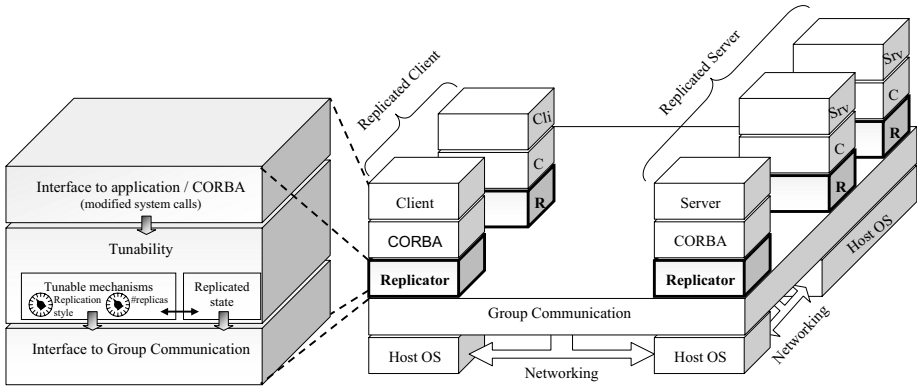 Interface to application / CORBA
(modified system calls)
Tunability
Tunable mechanisms
Replication
style
#replicas
Replicated
state
Interface to Group Communication
Replicated Client
Cli
C
R
Client
CORBA
Replicator
Replicated Server
Srv
C
R
Srv
C
R
Server
CORBA
Replicator
Group Communication
Host OS
Host OS
Host OS
Networking
Networking